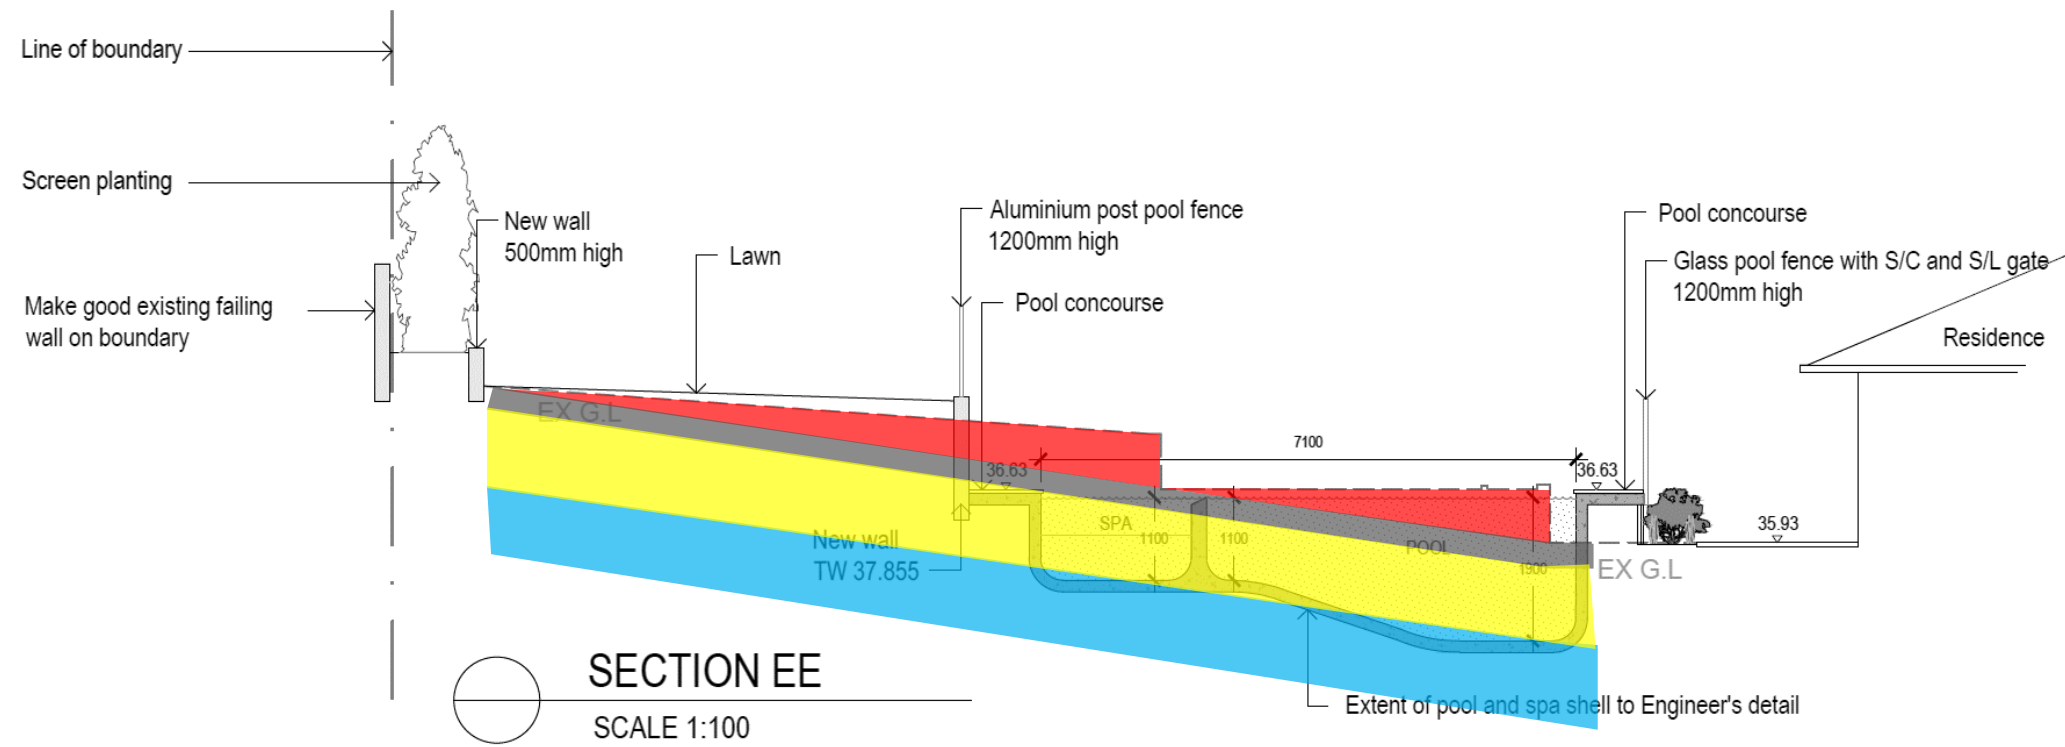 Line of boundary
Screen planting
New wall
500mm high
Make good existing failing
wall on boundary
Lawn
EX G.L
Aluminium post pool fence
1200mm high
Pool concourse
Pool concourse
Glass pool fence with S/C and S/L gate
1200mm high
Residence
7100
36.63
36.63
SPA
1100
1100
POOL
1900
35.93
EX G.L
New wall
TW 37.855
Extent of pool and spa shell to Engineer's detail
SECTION EE
SCALE 1:100